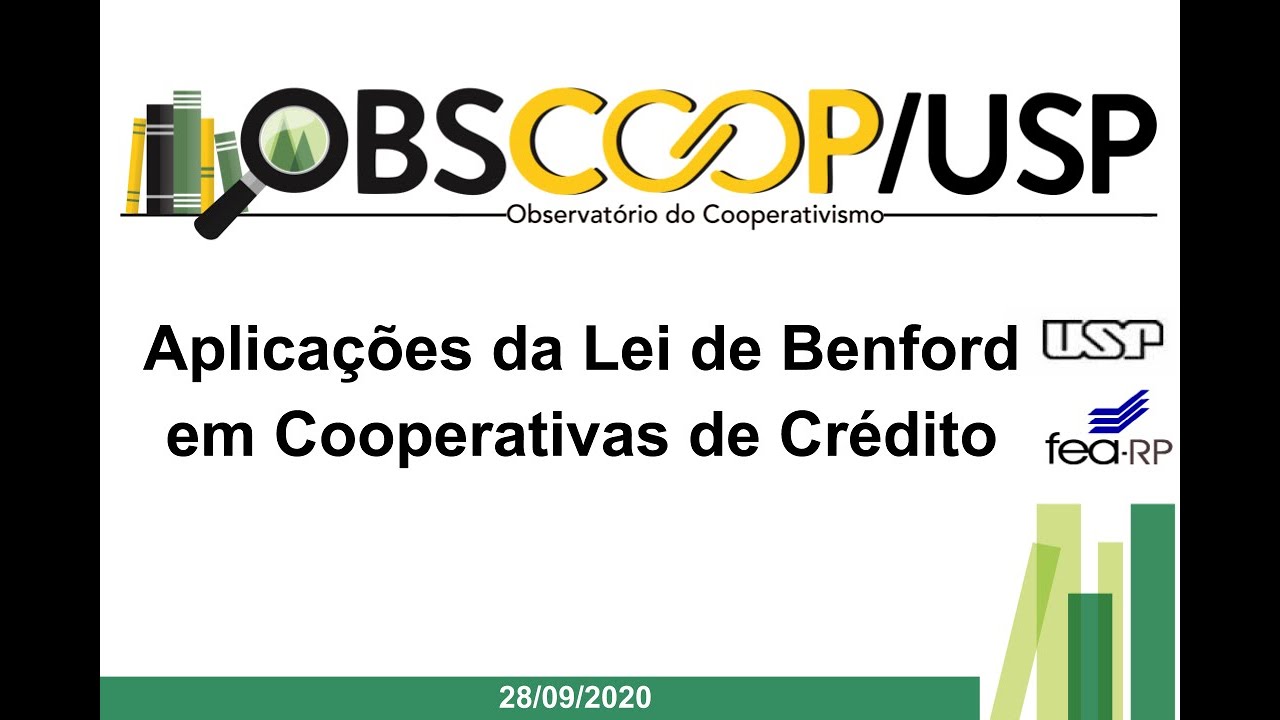 OBSCOOP/USP
Observatório do Cooperativismo
Aplicações da Lei de Benford
em Cooperativas de Crédito
USP
fea-RP
28/09/2020